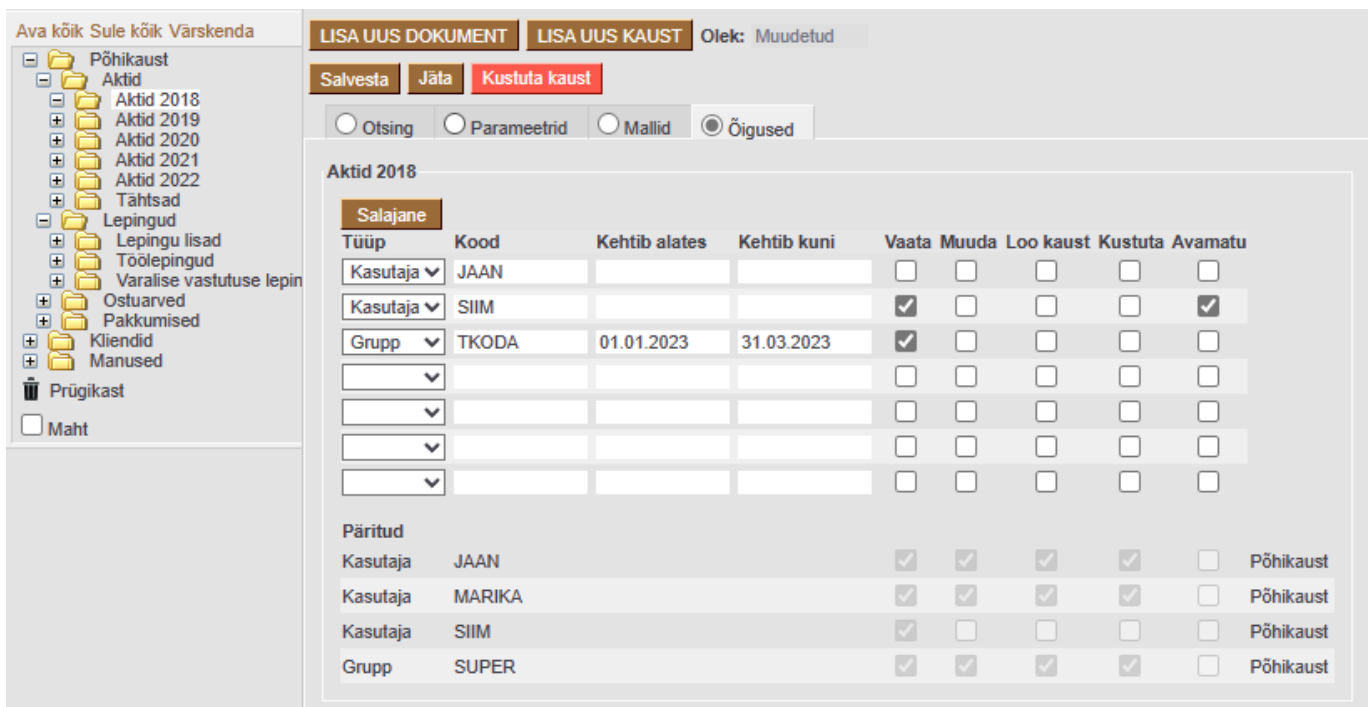 Ava kõik Sule kõik Värskenda
Põhikaust
Aktid
Aktid 2018
Aktid 2019
Aktid 2020
Aktid 2021
Aktid 2022
Tähtsad
Lepingud
Lepingu lisad
Töölepingud
Varalise vastutuse lepin
Ostuarved
Pakkumised
Kliendid
Manused
Prügikast
Maht
LISA UUS DOKUMENT LISA UUS KAUST Olek: Muudetud
Salvesta Jäta Kustuta kaust
Otsing Parameetrid Mallid Õigused
Aktid 2018
Salajane
Tüüp Kood Kehtib alates Kehtib kuni Vaata Muuda Loo kaust Kustuta Avamatu
Kasutaja JAAN
Kasutaja SIIM
Grupp TKODA 01.01.2023 31.03.2023
Päritud
Kasutaja JAAN Põhikaust
Kasutaja MARIKA Põhikaust
Kasutaja SIIM Põhikaust
Grupp SUPER Põhikaust